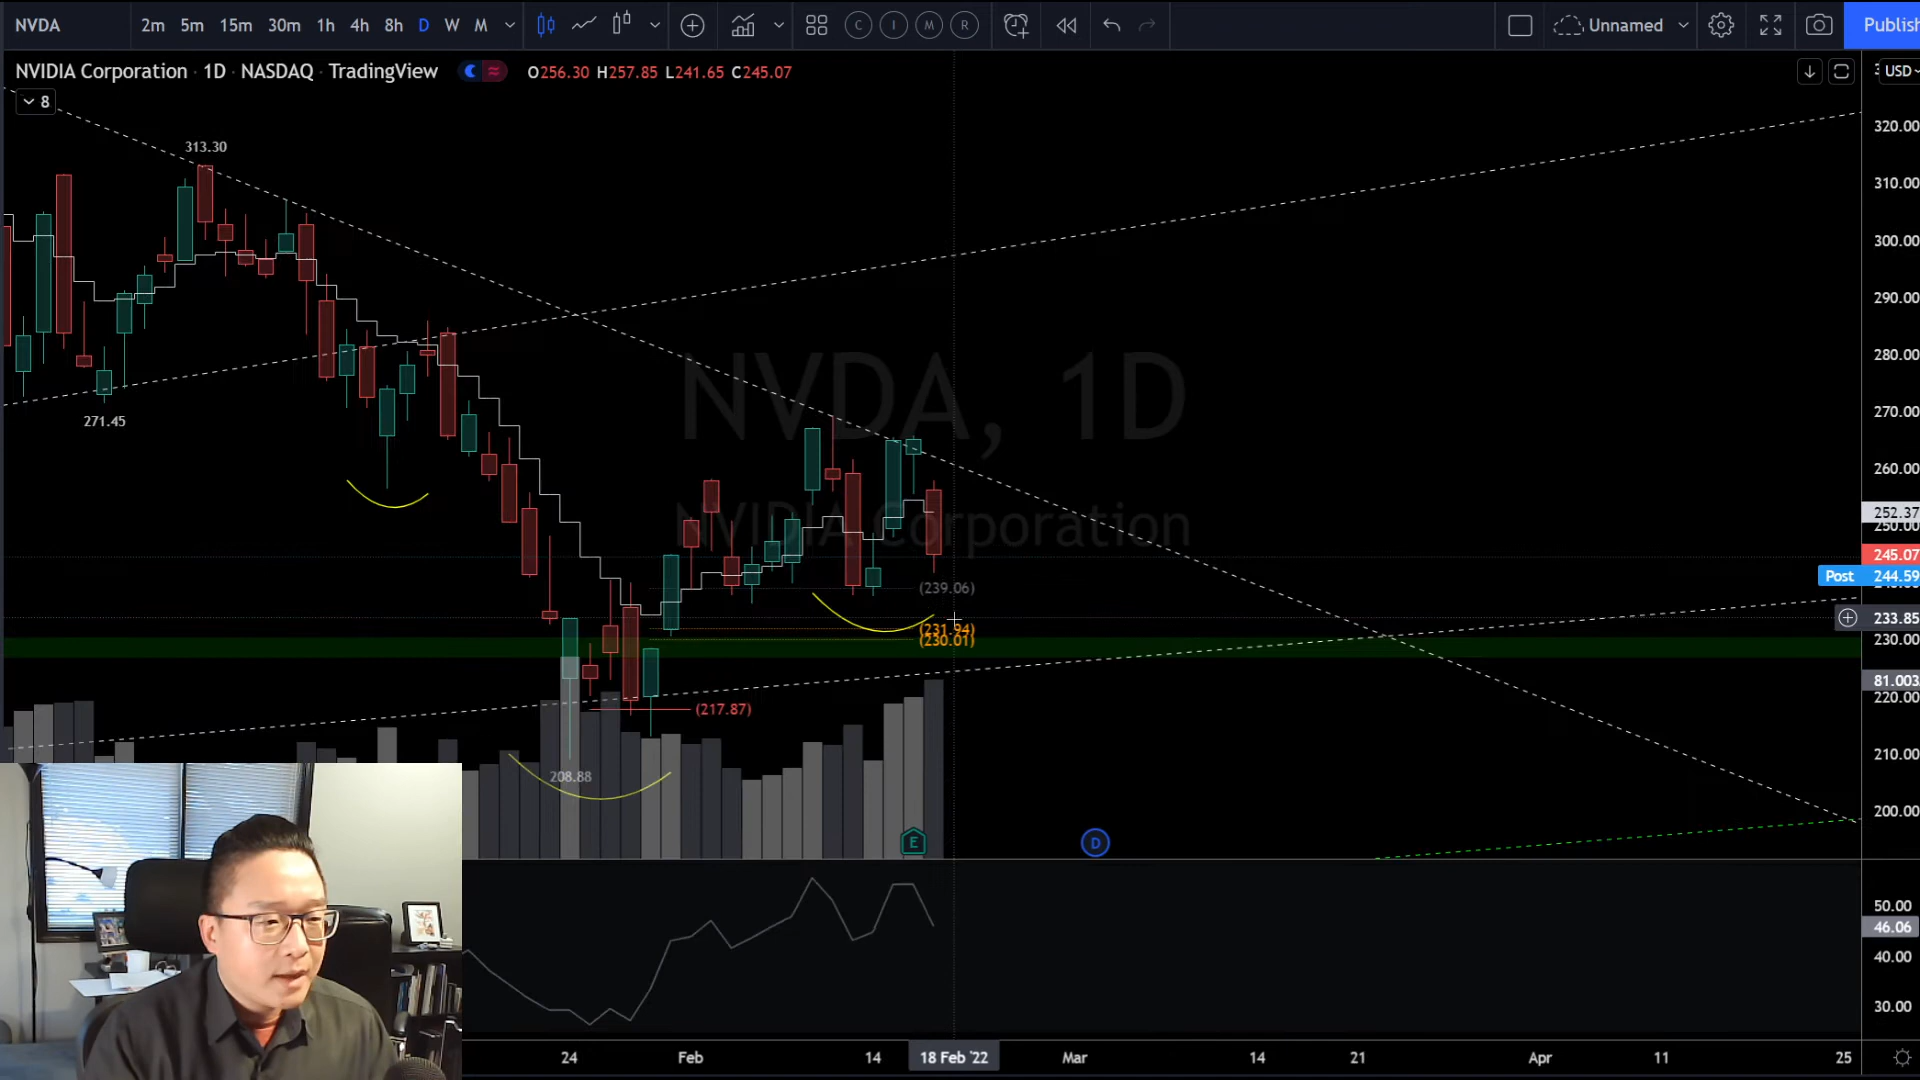 NVDA
2m 5m 15m 30m 1h 4h 8h D W M
C I M R
Unnamed
Publish
NVIDIA Corporation · 1D · NASDAQ · TradingView
O256.30 H257.85 L241.65 C245.07
USD
8
320.00
313.30
310.00
300.00
290.00
280.00
NVDA, 1D
270.00
271.45
260.00
252.37
NVIDIA Corporation
250.00
245.07
Post 244.59
(239.06)
233.85
(231.94)
(230.01)
230.00
81.003
220.00
(217.87)
210.00
208.88
200.00
E
D
50.00
46.06
40.00
30.00
24 Feb 14 18 Feb '22 Mar 14 21 Apr 11 25